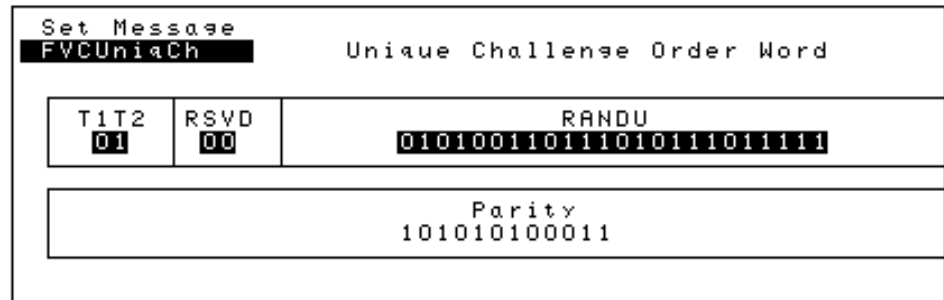 Set Message
FVCUniqCh
Unique Challenge Order Word
T1T2 RSVD RANDU
01 00 010100110111010111011111
Parity
101010100011